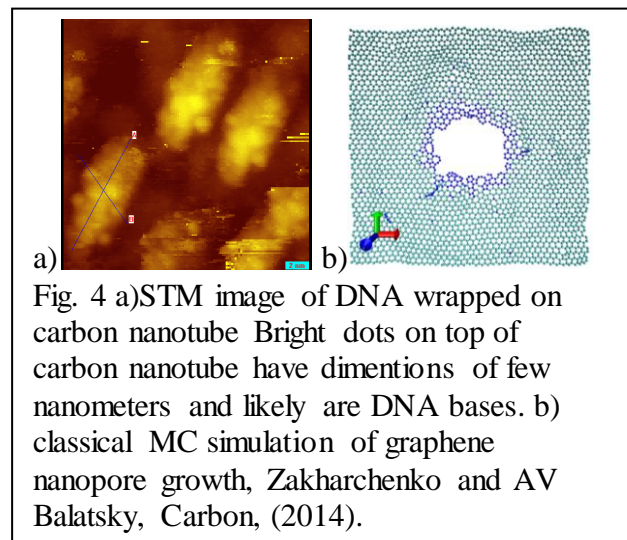 A
B
2 nm
a)
b)
Fig. 4 a)STM image of DNA wrapped on
carbon nanotube Bright dots on top of
carbon nanotube have dimentions of few
nanometers and likely are DNA bases. b)
classical MC simulation of graphene
nanopore growth, Zakharchenko and AV
Balatsky, Carbon, (2014).